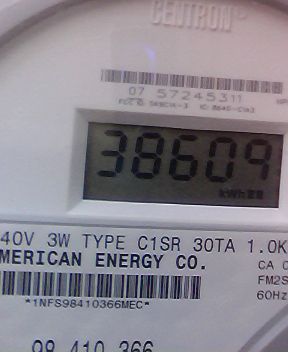 CENTRON
07 57245311
38609
kWh
40V 3W TYPE C1SR 30TA 1.0K
MERICAN ENERGY CO.
CA 0
FM2S
60Hz
*1NFS98410366MEC*
98 410 366